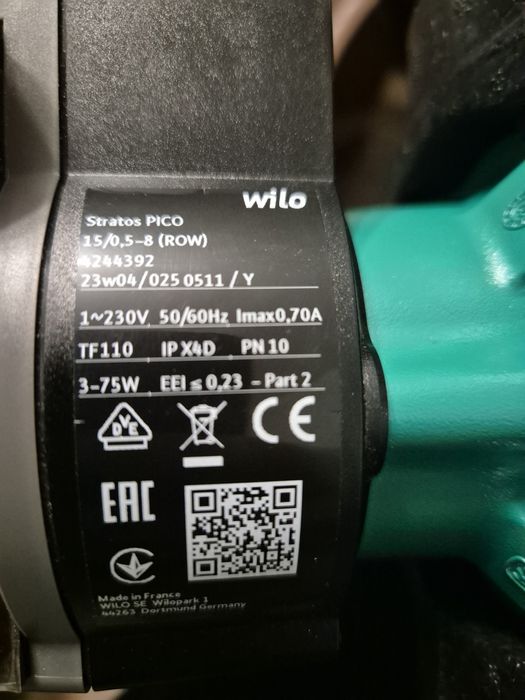 wilo
Stratos PICO
15/0,5-8 (ROW)
4244392
23w04/025 0511 / Y
1~230V 50/60Hz Imax0,70A
TF110 IP X4D PN 10
3-75W EEI ≤ 0,23 - Part 2
DVE CE
EAC
Made in France
WILO SE Wilopark 1
44263 Dortmund Germany